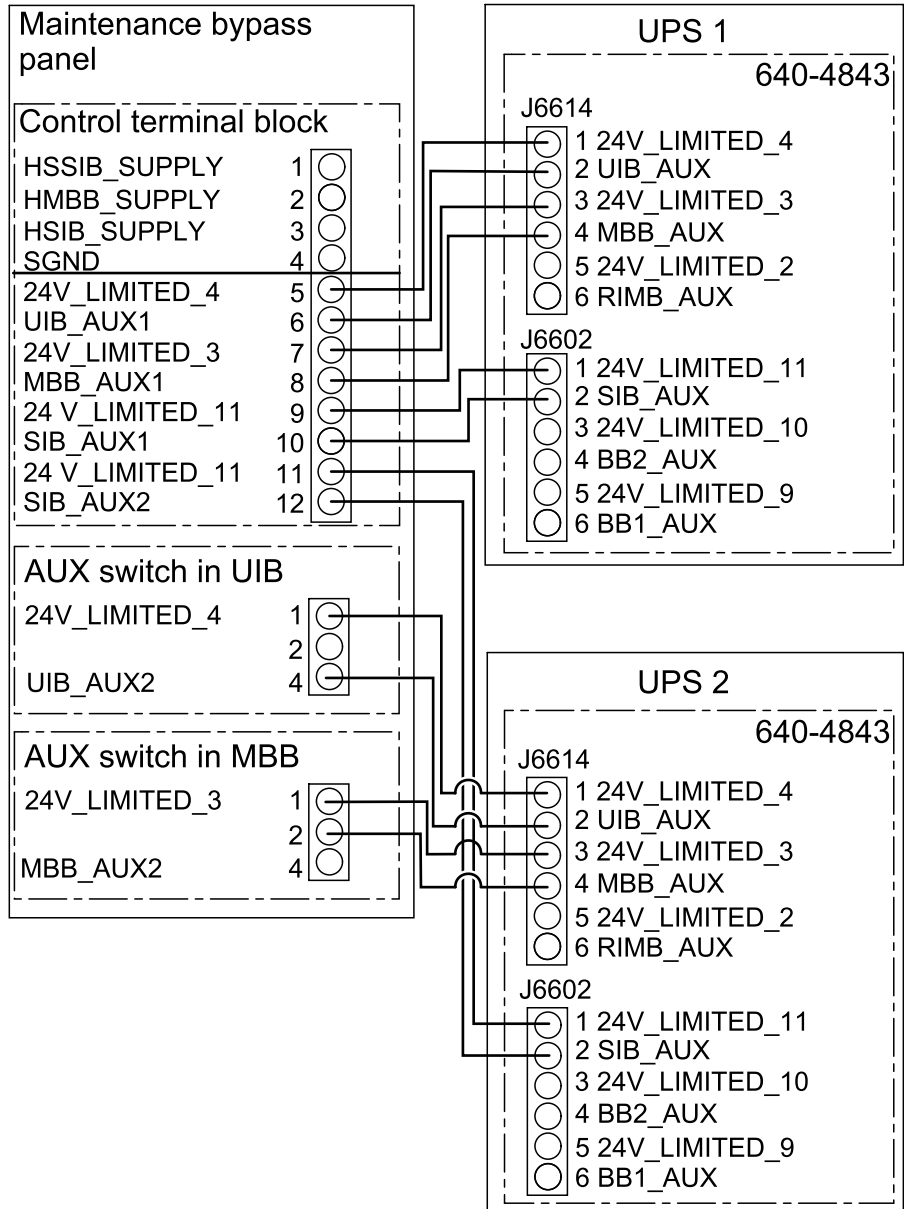 Maintenance bypass
panel
Control terminal block
HSSIB_SUPPLY 1
HMBB_SUPPLY 2
HSIB_SUPPLY 3
SGND 4
24V_LIMITED_4 5
UIB_AUX1 6
24V_LIMITED_3 7
MBB_AUX1 8
24 V_LIMITED_11 9
SIB_AUX1 10
24 V_LIMITED_11 11
SIB_AUX2 12
AUX switch in UIB
24V_LIMITED_4 1
2
UIB_AUX2 4
AUX switch in MBB
24V_LIMITED_3 1
2
MBB_AUX2 4
UPS 1
640-4843
J6614
1 24V_LIMITED_4
2 UIB_AUX
3 24V_LIMITED_3
4 MBB_AUX
5 24V_LIMITED_2
6 RIMB_AUX
J6602
1 24V_LIMITED_11
2 SIB_AUX
3 24V_LIMITED_10
4 BB2_AUX
5 24V_LIMITED_9
6 BB1_AUX
UPS 2
640-4843
J6614
1 24V_LIMITED_4
2 UIB_AUX
3 24V_LIMITED_3
4 MBB_AUX
5 24V_LIMITED_2
6 RIMB_AUX
J6602
1 24V_LIMITED_11
2 SIB_AUX
3 24V_LIMITED_10
4 BB2_AUX
5 24V_LIMITED_9
6 BB1_AUX